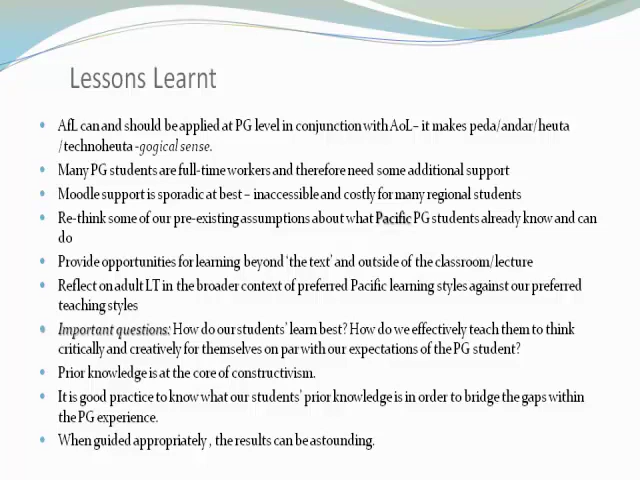 Lessons Learnt
AfL can and should be applied at PG level in conjunction with AoL– it makes peda/andar/heuta
/technoheuta -gogical sense.
Many PG students are full-time workers and therefore need some additional support
Moodle support is sporadic at best – inaccessible and costly for many regional students
Re-think some of our pre-existing assumptions about what Pacific PG students already know and can
do
Provide opportunities for learning beyond 'the text' and outside of the classroom/lecture
Reflect on adult LT in the broader context of preferred Pacific learning styles against our preferred
teaching styles
Important questions: How do our students' learn best? How do we effectively teach them to think
critically and creatively for themselves on par with our expectations of the PG student?
Prior knowledge is at the core of constructivism.
It is good practice to know what our students' prior knowledge is in order to bridge the gaps within
the PG experience.
When guided appropriately , the results can be astounding.